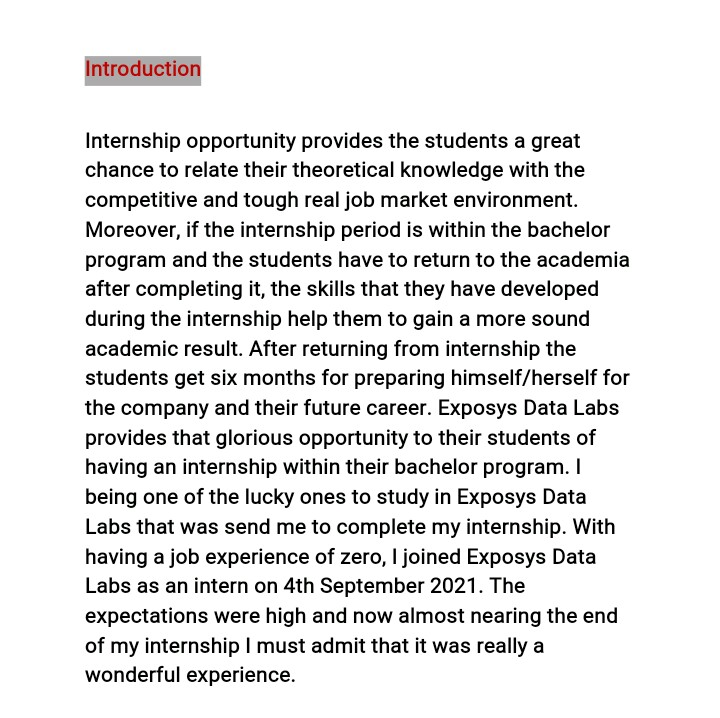 Introduction
Internship opportunity provides the students a great
chance to relate their theoretical knowledge with the
competitive and tough real job market environment.
Moreover, if the internship period is within the bachelor
program and the students have to return to the academia
after completing it, the skills that they have developed
during the internship help them to gain a more sound
academic result. After returning from internship the
students get six months for preparing himself/herself for
the company and their future career. Exposys Data Labs
provides that glorious opportunity to their students of
having an internship within their bachelor program. I
being one of the lucky ones to study in Exposys Data
Labs that was send me to complete my internship. With
having a job experience of zero, I joined Exposys Data
Labs as an intern on 4th September 2021. The
expectations were high and now almost nearing the end
of my internship I must admit that it was really a
wonderful experience.